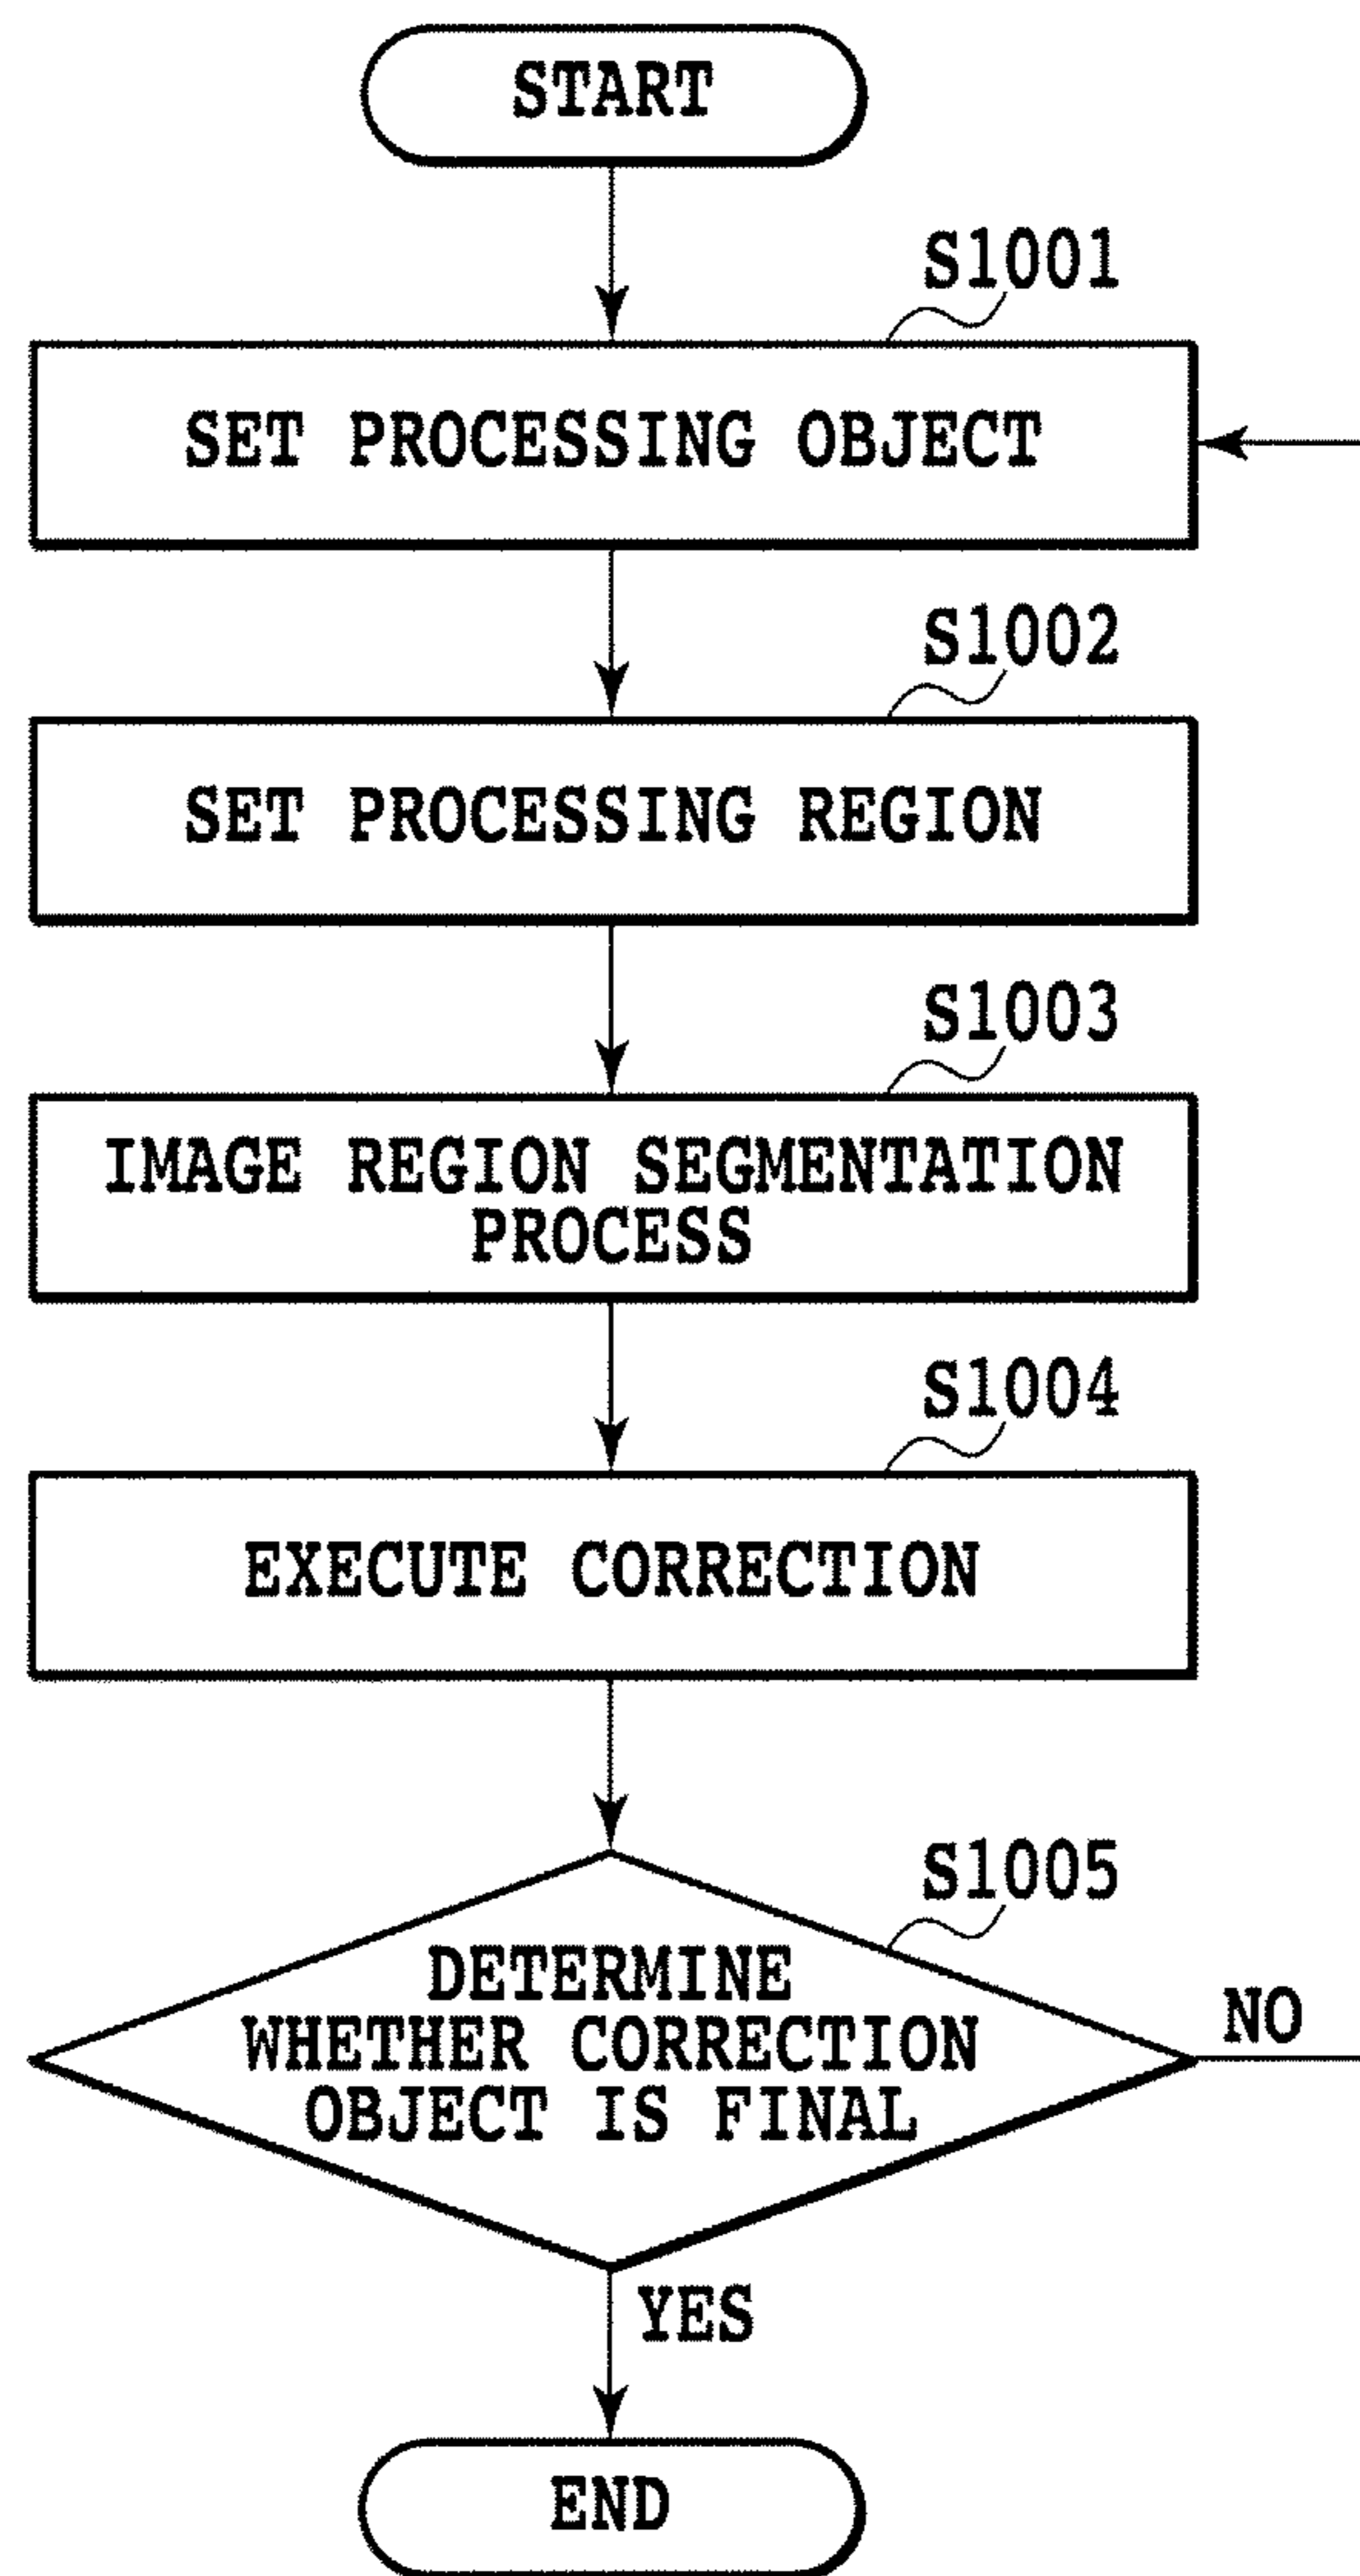 START
S1001
SET PROCESSING OBJECT
S1002
SET PROCESSING REGION
S1003
IMAGE REGION SEGMENTATION
PROCESS
S1004
EXECUTE CORRECTION
S1005
DETERMINE
WHETHER CORRECTION
OBJECT IS FINAL
NO
YES
END